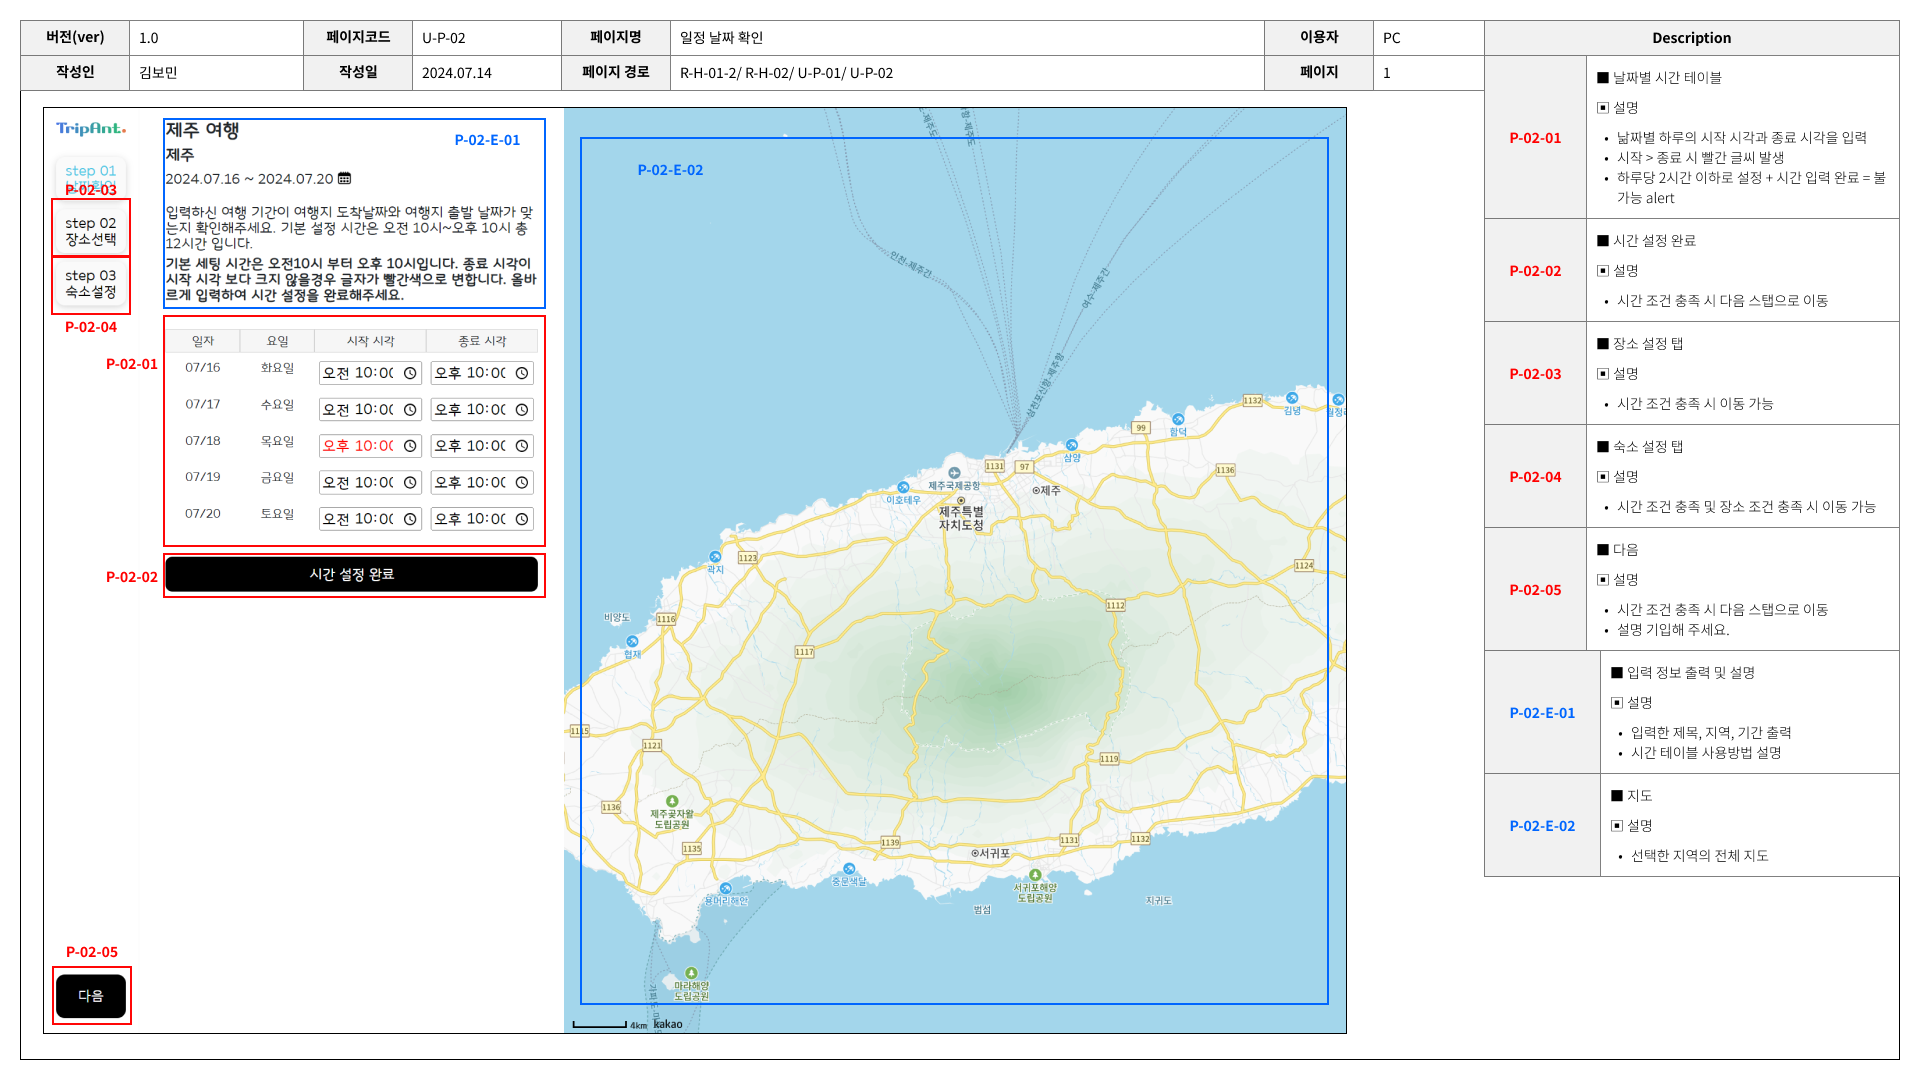 버전(ver) 1.0 페이지코드 U-P-02 페이지명 일정 날짜 확인 이용자 PC
작성인 김보민 작성일 2024.07.14 페이지 경로 R-H-01-2/ R-H-02/ U-P-01/ U-P-02 페이지 1
TripAnt.
step 01
P-02-03
step 02
장소선택
step 03
숙소설정
P-02-04
제주 여행
P-02-E-01
제주
2024.07.16 ~ 2024.07.20
입력하신 여행 기간이 여행지 도착날짜와 여행지 출발 날짜가 맞
는지 확인해주세요. 기본 설정 시간은 오전 10시~오후 10시 총
12시간 입니다.
기본 세팅 시간은 오전10시 부터 오후 10시입니다. 종료 시각이
시작 시각 보다 크지 않을경우 글자가 빨간색으로 변합니다. 올바
르게 입력하여 시간 설정을 완료해주세요.
P-02-01
일자 요일 시작 시각 종료 시각
07/16 화요일 오전 10:00 오후 10:00
07/17 수요일 오전 10:00 오후 10:00
07/18 목요일 오후 10:00 오후 10:00
07/19 금요일 오전 10:00 오후 10:00
07/20 토요일 오전 10:00 오후 10:00
P-02-02
시간 설정 완료
P-02-05
다음
P-02-E-02
인천-제주간
여수-제주간
삼천포신항-제주항
1132
김녕
99
함덕
삼양
1131
97
1136
제주국제공항
이호테우
제주
제주특별
자치도청
1123
곽지
1124
1112
비양도
1116
협재
1117
1115
1121
1119
1136
제주곶자왈
도립공원
1135
1139
1131
1132
서귀포
중문색달
서귀포해양
도립공원
용머리해안
범섬
지귀도
마라해양
도립공원
4km kakao
Description
P-02-01
■ 날짜별 시간 테이블
▣ 설명
• 낢짜별 하루의 시작 시각과 종료 시각을 입력
• 시작 > 종료 시 빨간 글씨 발생
• 하루당 2시간 이하로 설정 + 시간 입력 완료 = 불
가능 alert
P-02-02
■ 시간 설정 완료
▣ 설명
• 시간 조건 충족 시 다음 스탭으로 이동
P-02-03
■ 장소 설정 탭
▣ 설명
• 시간 조건 충족 시 이동 가능
P-02-04
■ 숙소 설정 탭
▣ 설명
• 시간 조건 충족 및 장소 조건 충족 시 이동 가능
P-02-05
■ 다음
▣ 설명
• 시간 조건 충족 시 다음 스탭으로 이동
• 설명 기입해 주세요.
P-02-E-01
■ 입력 정보 출력 및 설명
▣ 설명
• 입력한 제목, 지역, 기간 출력
• 시간 테이블 사용방법 설명
P-02-E-02
■ 지도
▣ 설명
• 선택한 지역의 전체 지도